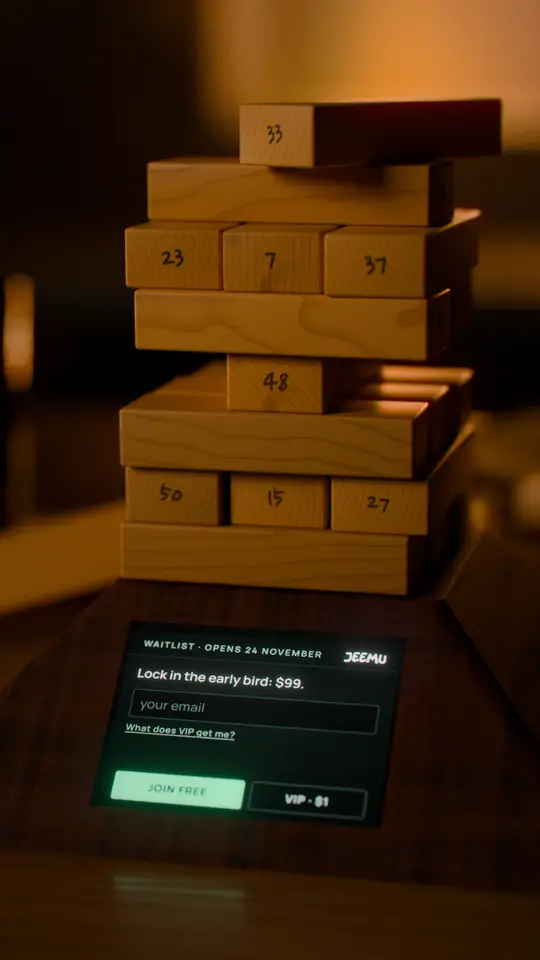 33
23 7 37
48
50 15 27
WAITLIST · OPENS 24 NOVEMBER JEEMU
Lock in the early bird: $99.
your email
What does VIP get me?
JOIN FREE VIP · $1